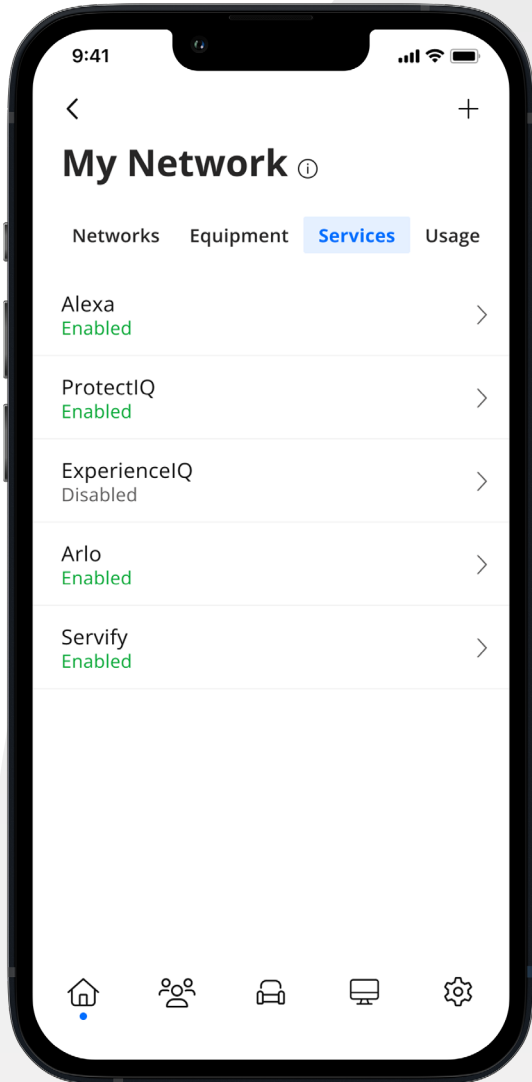 9:41
My Network
Networks Equipment Services Usage
Alexa
Enabled
ProtectIQ
Enabled
ExperienceIQ
Disabled
Arlo
Enabled
Servify
Enabled